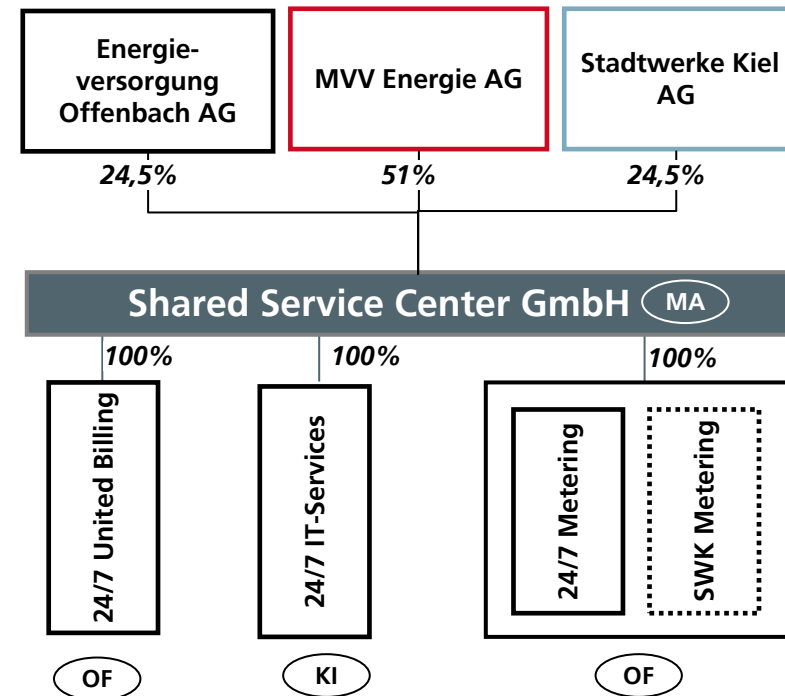 Energie-
versorgung
Offenbach AG
MVV Energie AG
Stadtwerke Kiel
AG
24,5%
51%
24,5%
Shared Service Center GmbH
MA
100%
100%
100%
24/7 United Billing
24/7 IT-Services
24/7 Metering
SWK Metering
OF
KI
OF